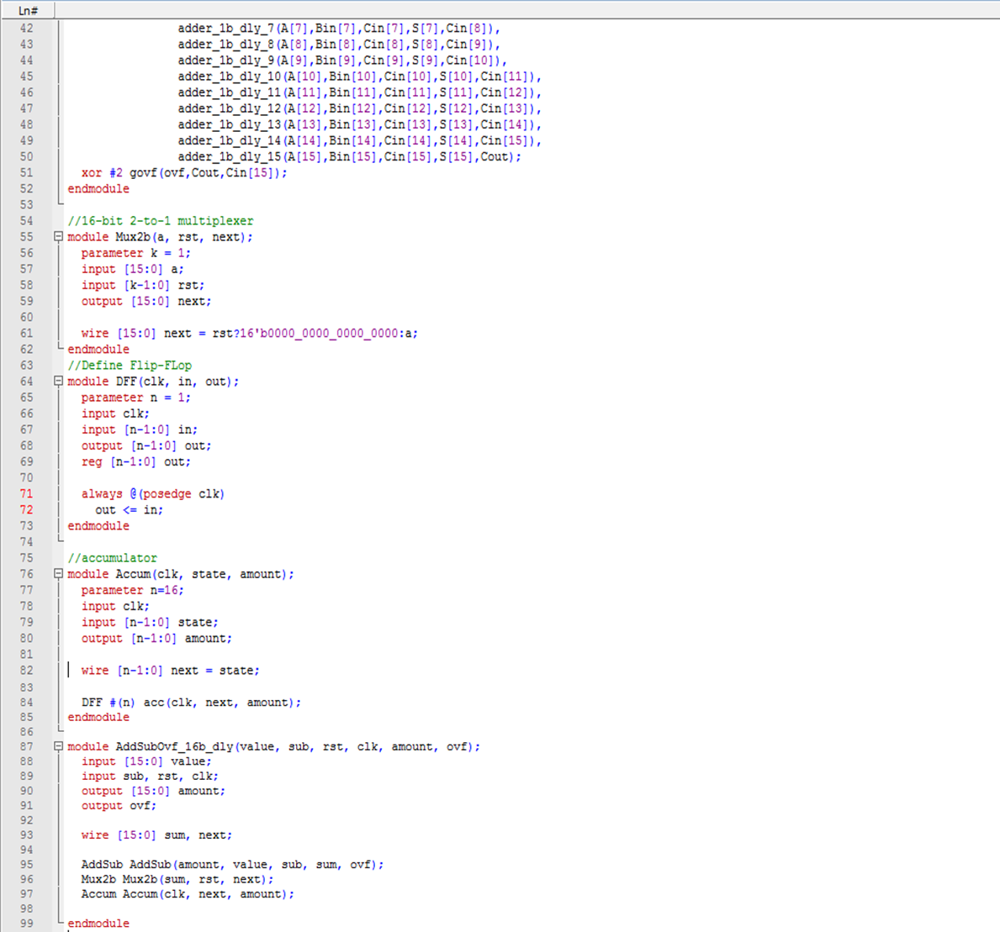 Ln#
42 adder_1b_dly_7(A[7],Bin[7],Cin[7],S[7],Cin[8]),
43 adder_1b_dly_8(A[8],Bin[8],Cin[8],S[8],Cin[9]),
44 adder_1b_dly_9(A[9],Bin[9],Cin[9],S[9],Cin[10]),
45 adder_1b_dly_10(A[10],Bin[10],Cin[10],S[10],Cin[11]),
46 adder_1b_dly_11(A[11],Bin[11],Cin[11],S[11],Cin[12]),
47 adder_1b_dly_12(A[12],Bin[12],Cin[12],S[12],Cin[13]),
48 adder_1b_dly_13(A[13],Bin[13],Cin[13],S[13],Cin[14]),
49 adder_1b_dly_14(A[14],Bin[14],Cin[14],S[14],Cin[15]),
50 adder_1b_dly_15(A[15],Bin[15],Cin[15],S[15],Cout);
51 xor #2 govf(ovf,Cout,Cin[15]);
52 endmodule
53
54 //16-bit 2-to-1 multiplexer
55 module Mux2b(a, rst, next);
56 parameter k = 1;
57 input [15:0] a;
58 input [k-1:0] rst;
59 output [15:0] next;
60
61 wire [15:0] next = rst?16'b0000_0000_0000_0000:a;
62 endmodule
63 //Define Flip-FLop
64 module DFF(clk, in, out);
65 parameter n = 1;
66 input clk;
67 input [n-1:0] in;
68 output [n-1:0] out;
69 reg [n-1:0] out;
70
71 always @(posedge clk)
72 out <= in;
73 endmodule
74
75 //accumulator
76 module Accum(clk, state, amount);
77 parameter n=16;
78 input clk;
79 input [n-1:0] state;
80 output [n-1:0] amount;
81
82 wire [n-1:0] next = state;
83
84 DFF #(n) acc(clk, next, amount);
85 endmodule
86
87 module AddSubOvf_16b_dly(value, sub, rst, clk, amount, ovf);
88 input [15:0] value;
89 input sub, rst, clk;
90 output [15:0] amount;
91 output ovf;
92
93 wire [15:0] sum, next;
94
95 AddSub AddSub(amount, value, sub, sum, ovf);
96 Mux2b Mux2b(sum, rst, next);
97 Accum Accum(clk, next, amount);
98
99 endmodule